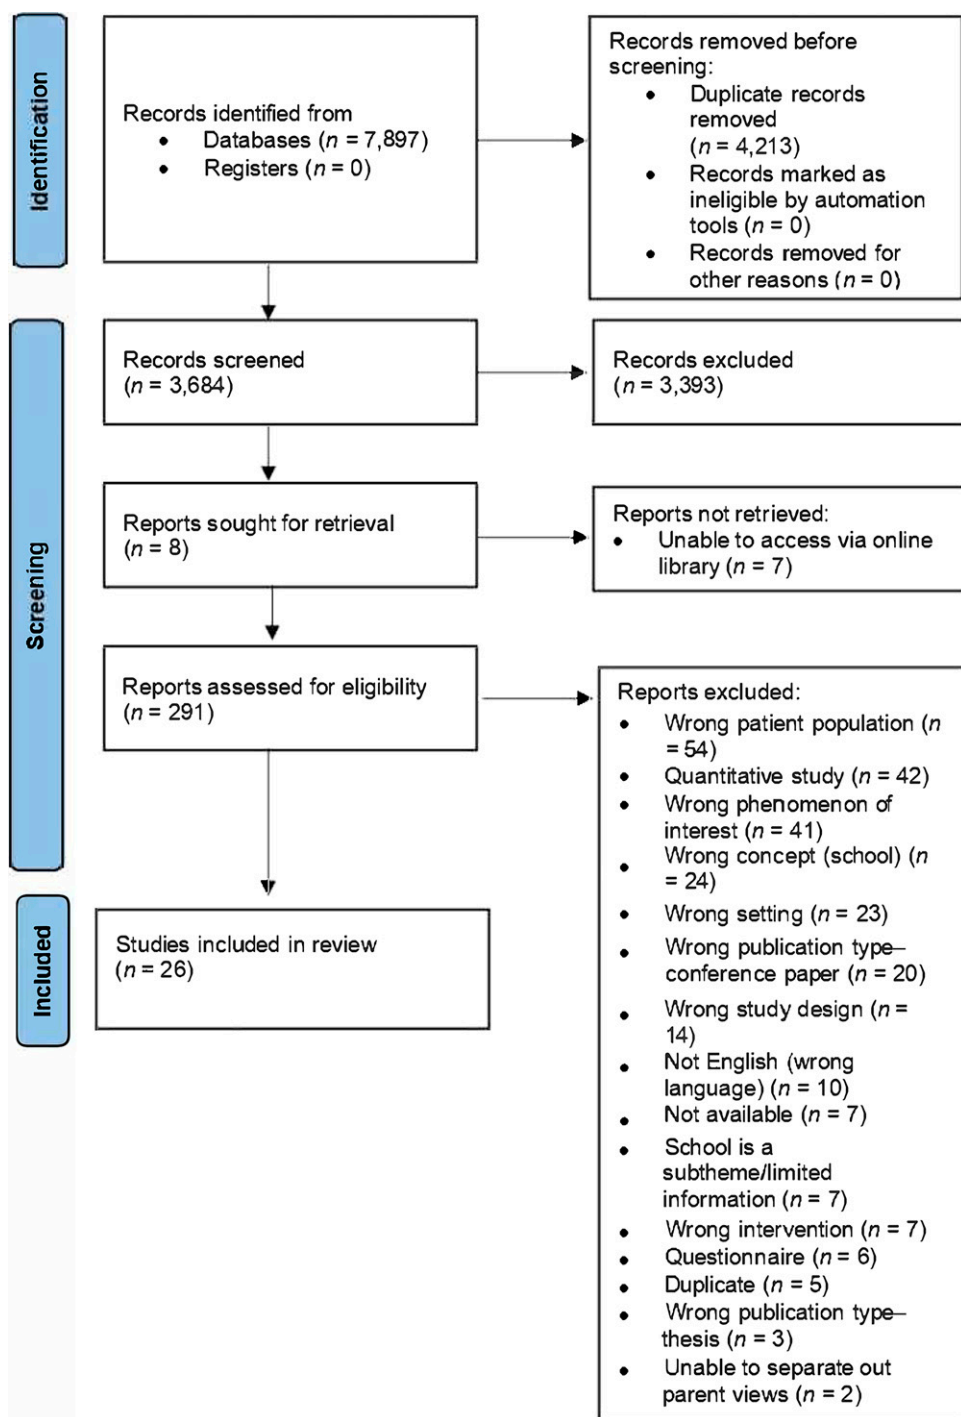 Identification
Records identified from
• Databases (n = 7,897)
• Registers (n = 0)
Records removed before
screening:
• Duplicate records
removed
(n = 4,213)
• Records marked as
ineligible by automation
tools (n = 0)
• Records removed for
other reasons (n = 0)
Screening
Records screened
(n = 3,684)
Records excluded
(n = 3,393)
Reports sought for retrieval
(n = 8)
Reports not retrieved:
• Unable to access via online
library (n = 7)
Reports assessed for eligibility
(n = 291)
Reports excluded:
• Wrong patient population (n
= 54)
• Quantitative study (n = 42)
• Wrong phenomenon of
interest (n = 41)
• Wrong concept (school) (n
= 24)
• Wrong setting (n = 23)
• Wrong publication type–
conference paper (n = 20)
• Wrong study design (n =
14)
• Not English (wrong
language) (n = 10)
• Not available (n = 7)
• School is a
subtheme/limited
information (n = 7)
• Wrong intervention (n = 7)
• Questionnaire (n = 6)
• Duplicate (n = 5)
• Wrong publication type–
thesis (n = 3)
• Unable to separate out
parent views (n = 2)
Included
Studies included in review
(n = 26)